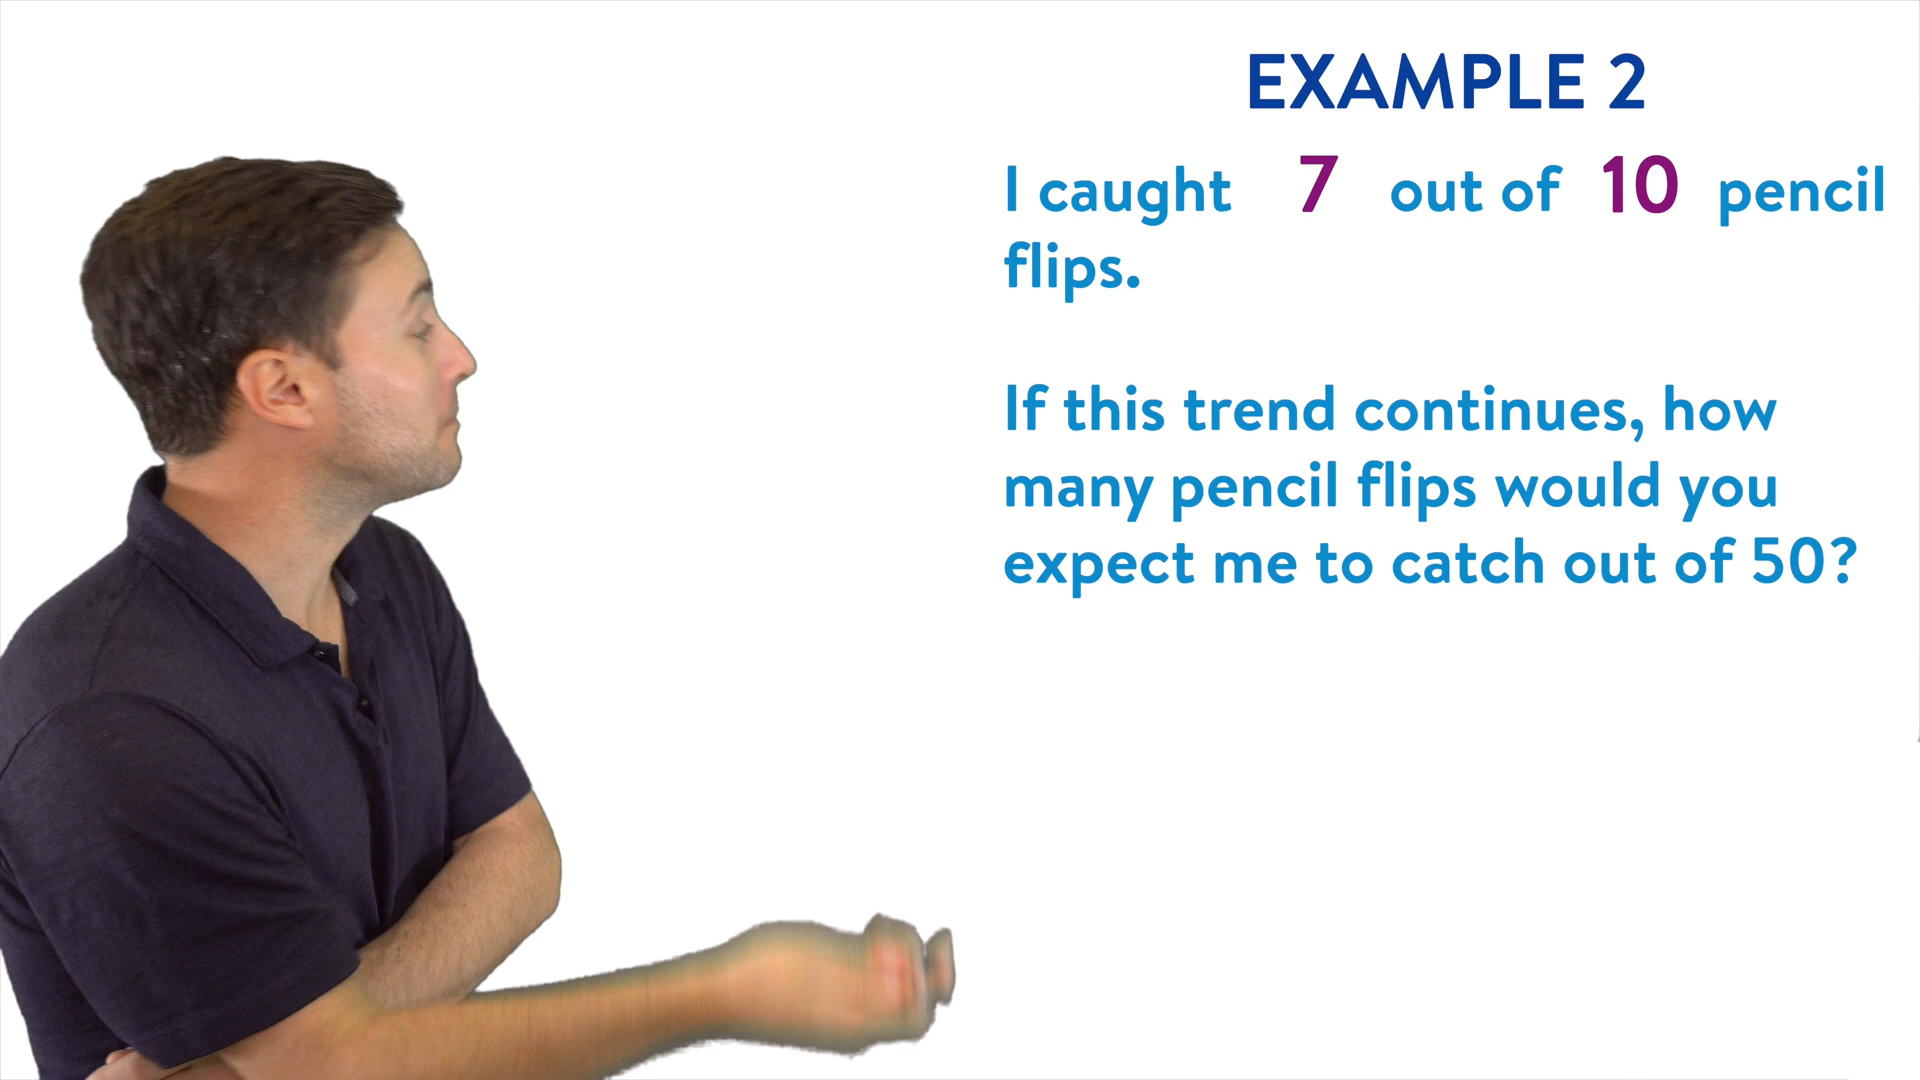 EXAMPLE 2
I caught 7 out of 10 pencil
flips.
If this trend continues, how
many pencil flips would you
expect me to catch out of 50?